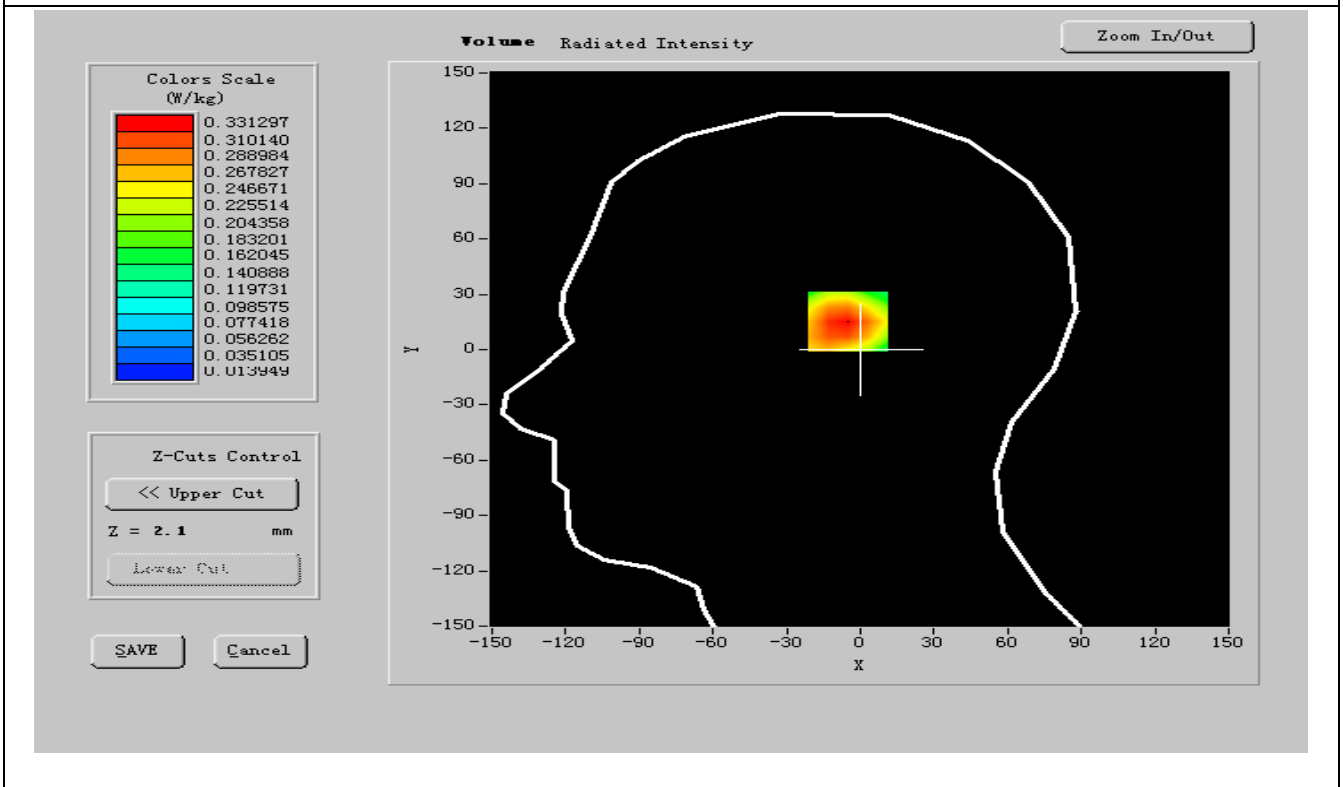 Volume Radiated Intensity
Zoom In/Out
Colors Scale
(W/kg)
0.331297
0.310140
0.288984
0.267827
0.246671
0.225514
0.204358
0.183201
0.162045
0.140888
0.119731
0.098575
0.077418
0.056262
0.035105
0.013949
Z-Cuts Control
<< Upper Cut
Z = 2.1 mm
Lower Cut
SAVE Cancel
150
120
90
60
30
0
-30
-60
-90
-120
-150
Y
-150 -120 -90 -60 -30 0 30 60 90 120 150
X